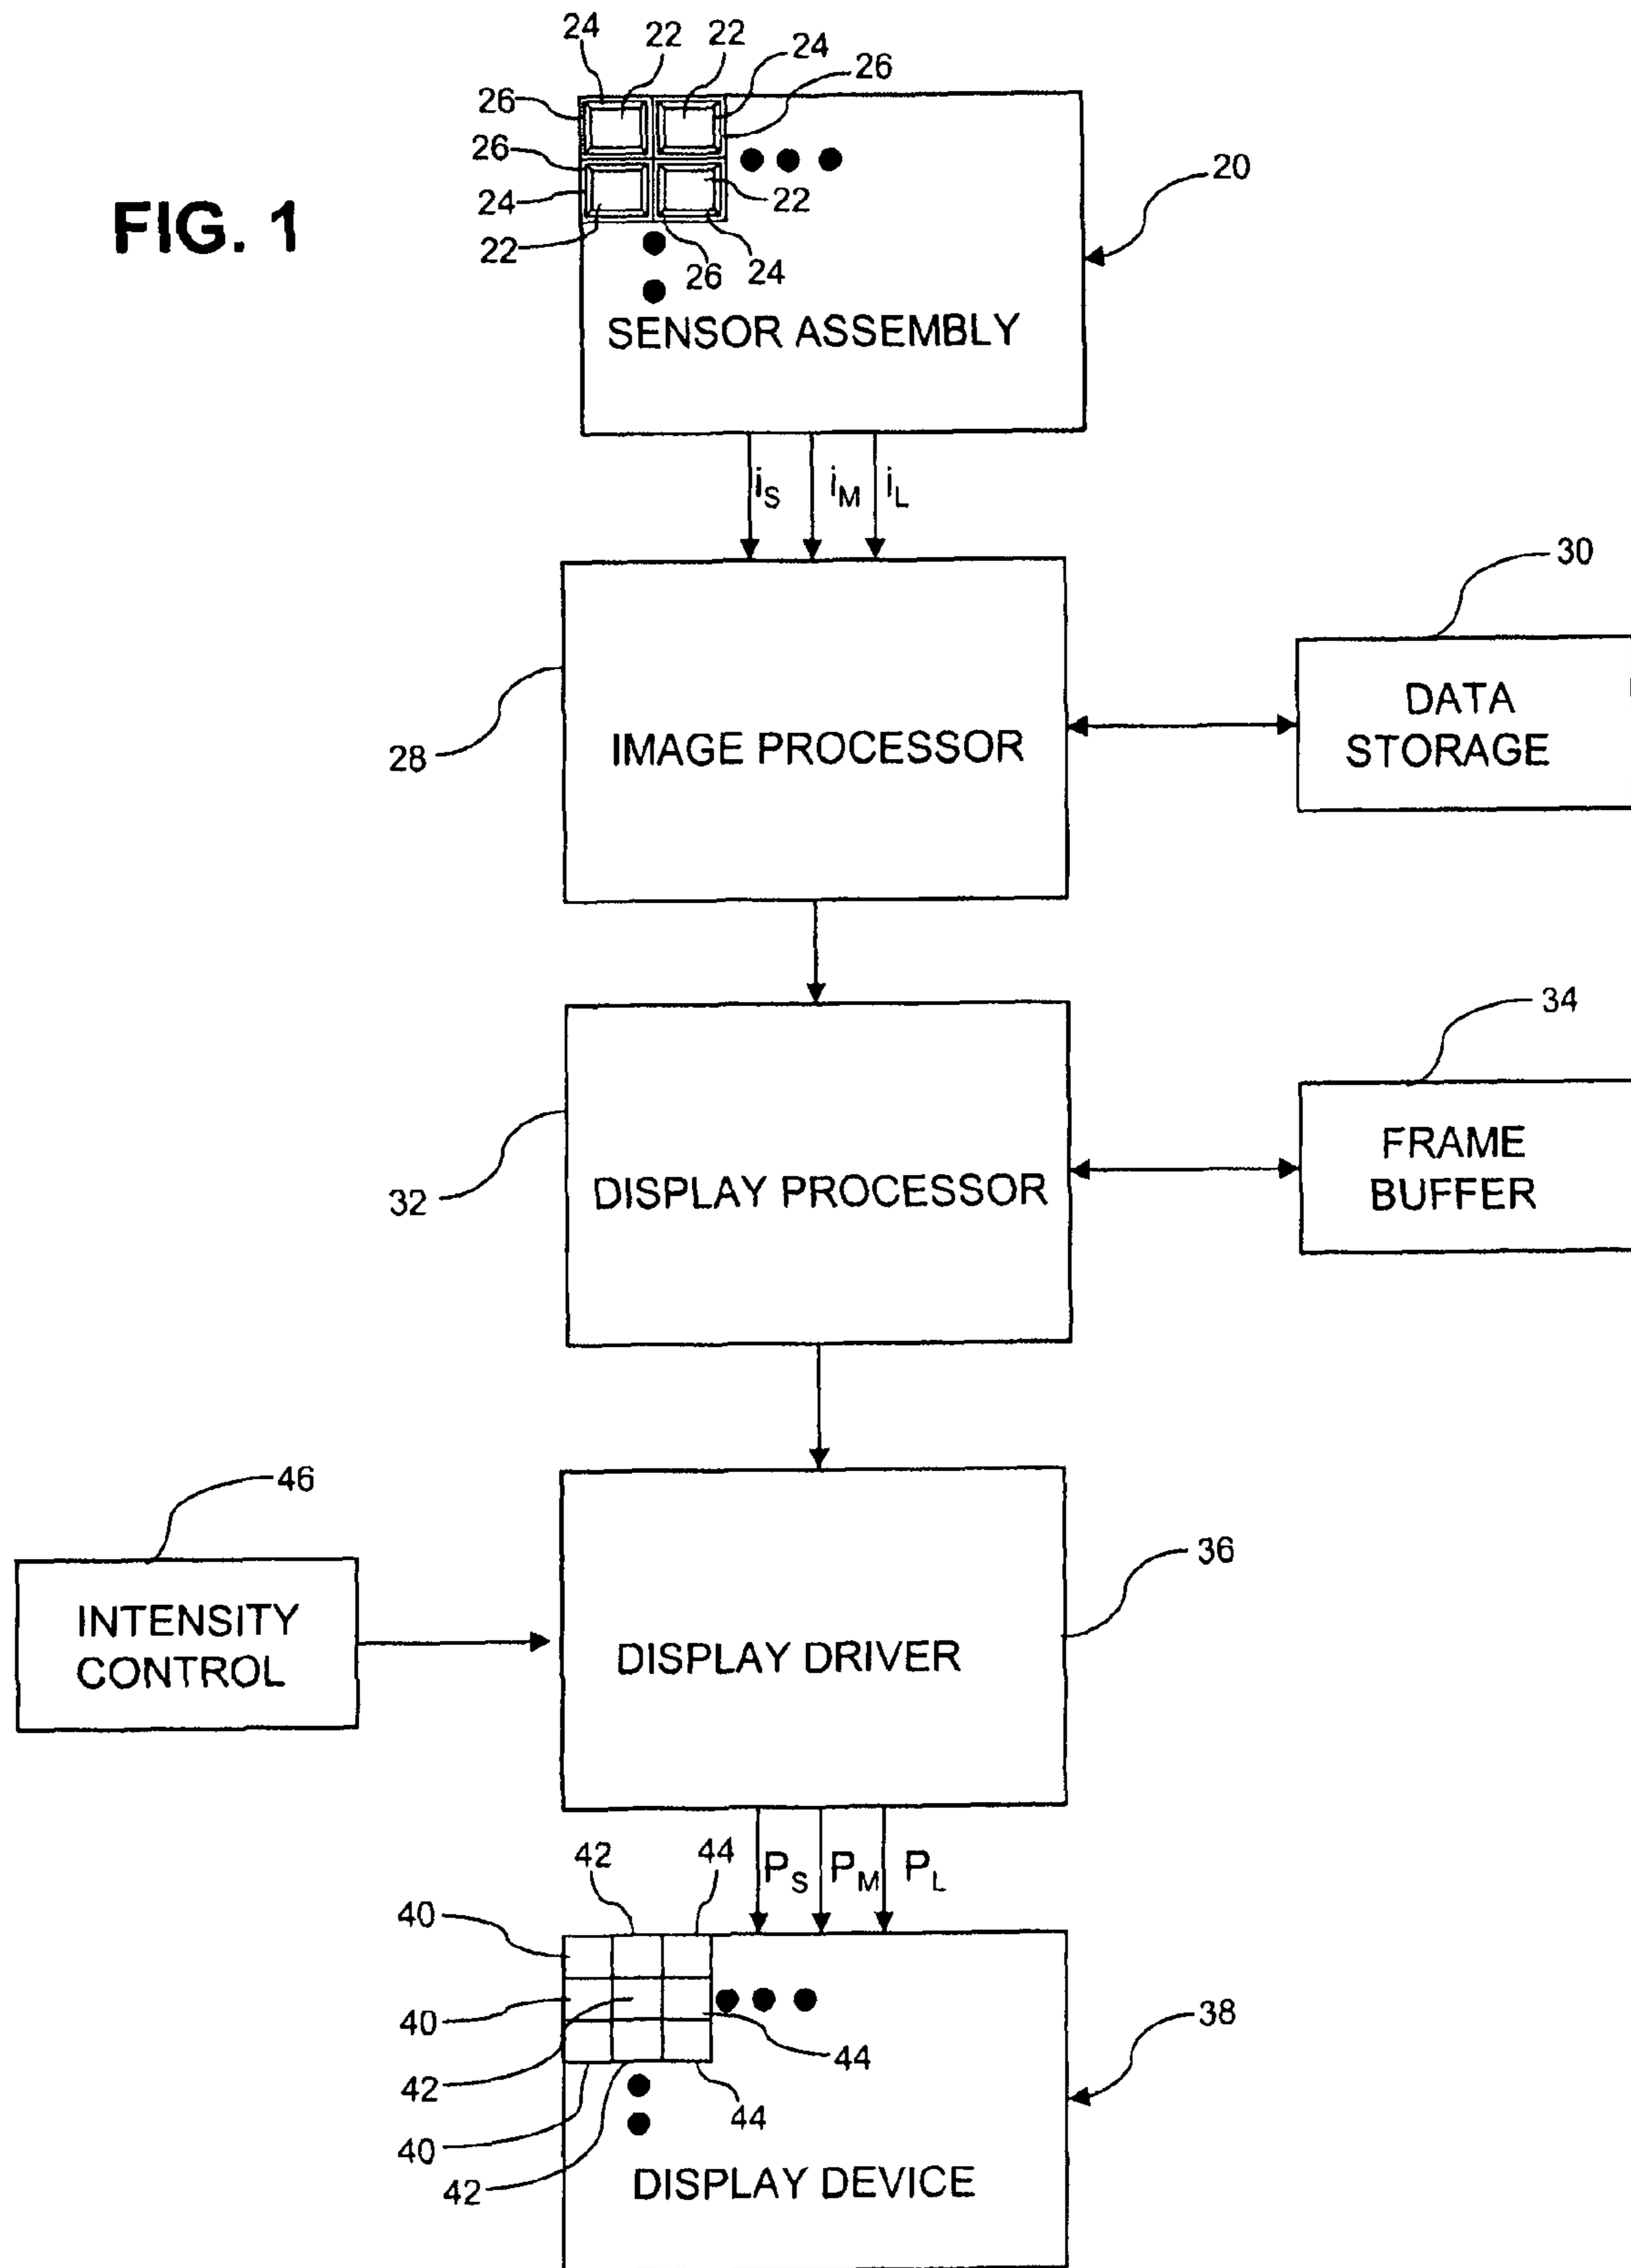 24
22
22
24
26
26
26
24
22
22
26
24
20
FIG. 1
SENSOR ASSEMBLY
iS
iM
iL
30
28
IMAGE PROCESSOR
DATA
STORAGE
34
32
DISPLAY PROCESSOR
FRAME
BUFFER
46
36
INTENSITY
CONTROL
DISPLAY DRIVER
42
44
PS
PM
PL
40
40
38
44
42
44
40
42
DISPLAY DEVICE